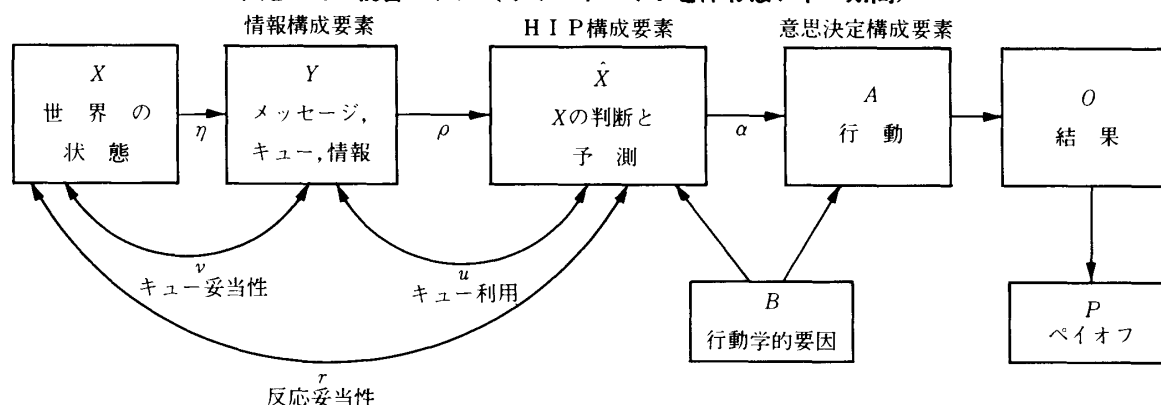 情報構成要素
ＨＩＰ構成要素
意思決定構成要素
X
世界の
状態
η
Y
メッセージ,
キュー,情報
ρ
X̂
Xの判断と
予測
α
A
行動
O
結果
ν
キュー妥当性
u
キュー利用
B
行動学的要因
P
ペイオフ
r
反応妥当性